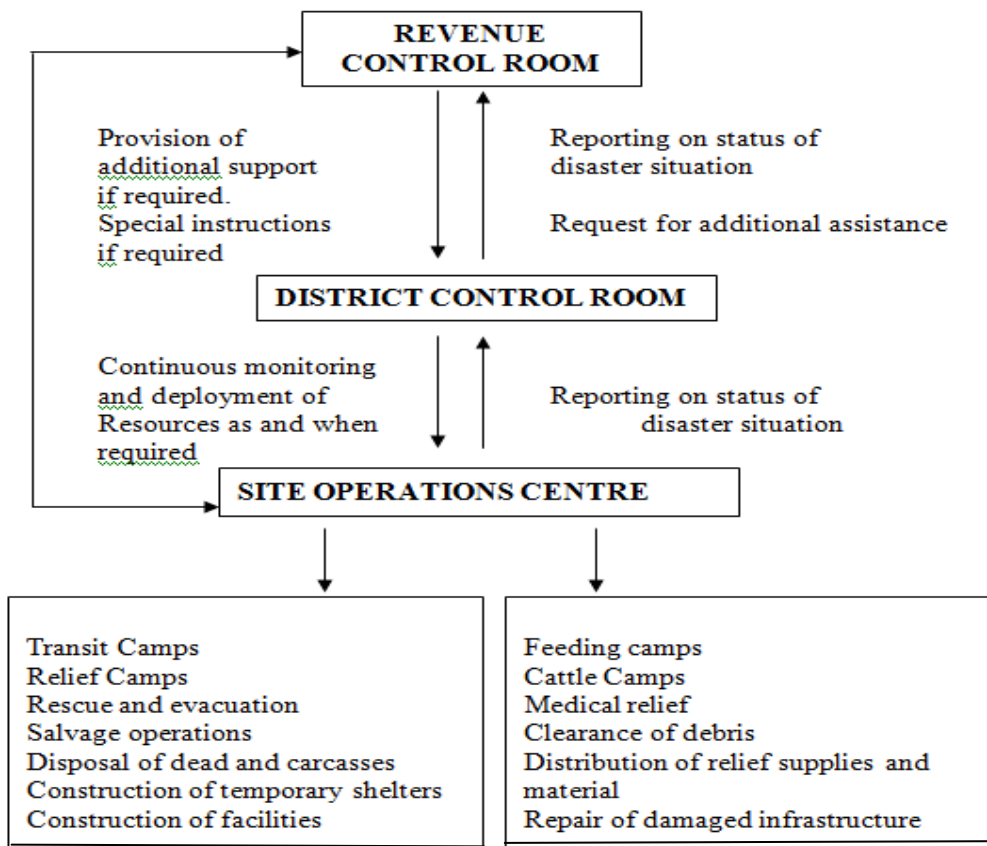 REVENUE
CONTROL ROOM
Provision of
additional support
if required.
Special instructions
if required
Reporting on status of
disaster situation
Request for additional assistance
DISTRICT CONTROL ROOM
Continuous monitoring
and deployment of
Resources as and when
required
Reporting on status of
disaster situation
SITE OPERATIONS CENTRE
Transit Camps
Relief Camps
Rescue and evacuation
Salvage operations
Disposal of dead and carcasses
Construction of temporary shelters
Construction of facilities
Feeding camps
Cattle Camps
Medical relief
Clearance of debris
Distribution of relief supplies and
material
Repair of damaged infrastructure